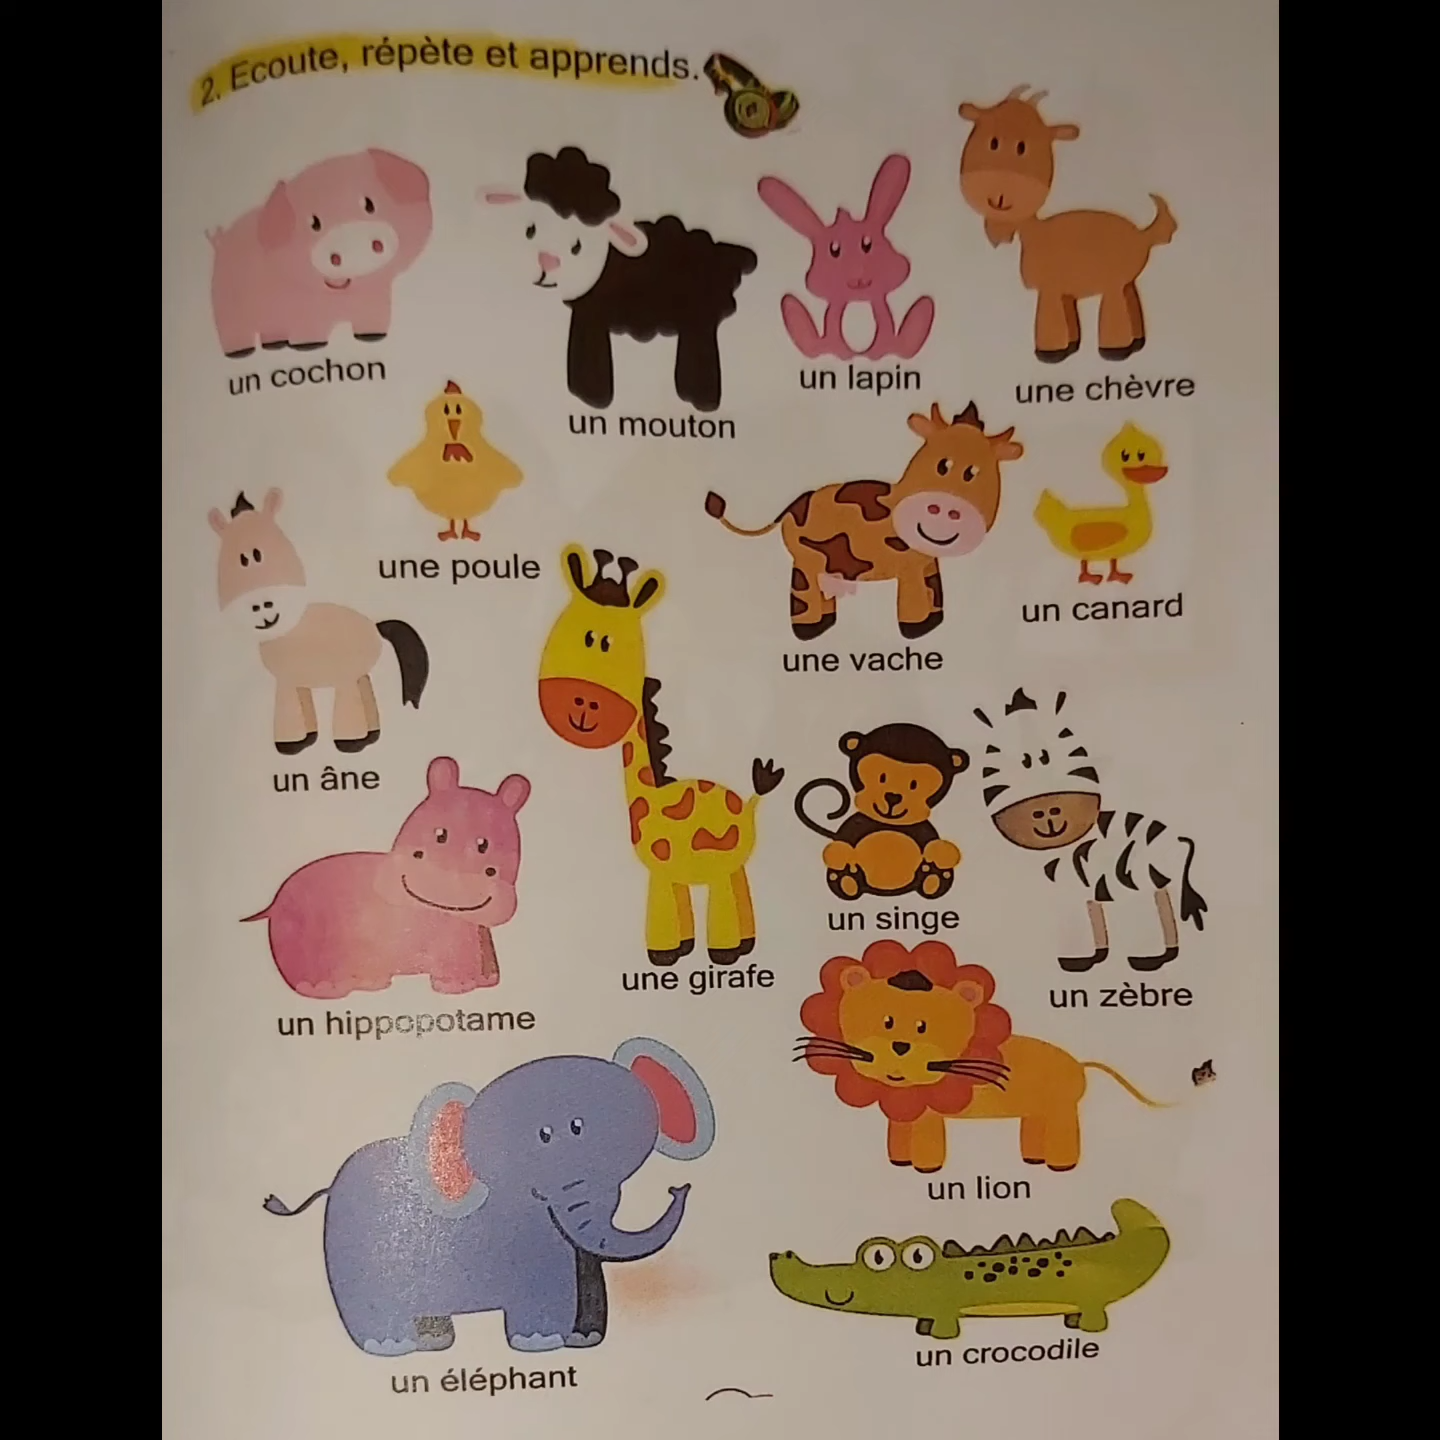 2. Ecoute, répète et apprends.
un cochon
un mouton
un lapin
une chèvre
une poule
une vache
un canard
un âne
un hippopotame
une girafe
un singe
un zèbre
un lion
un éléphant
un crocodile